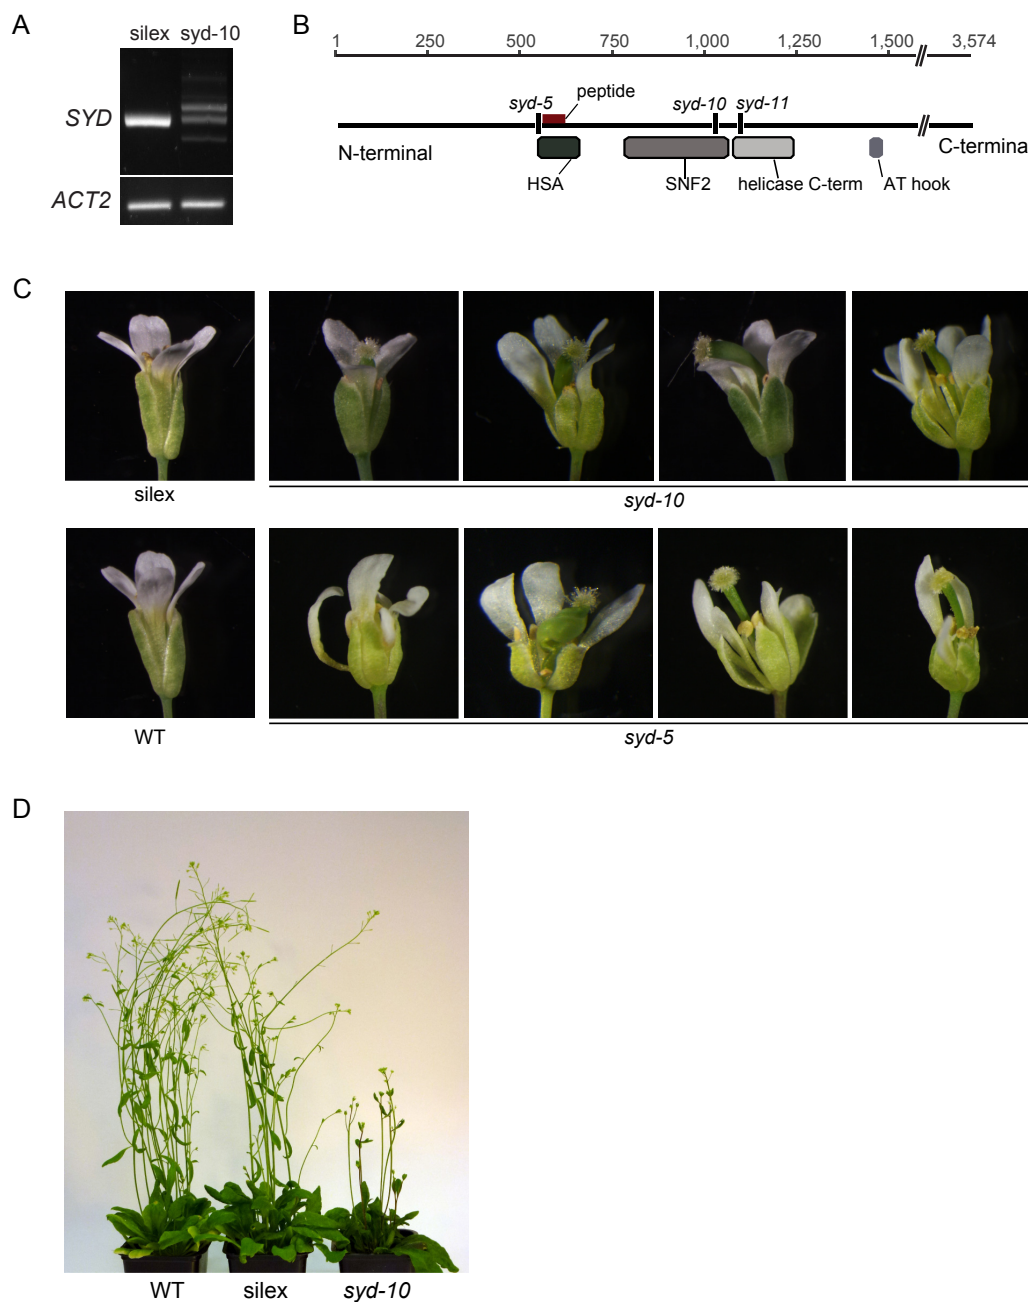 A
silex syd-10
SYD
ACT2
B
1 250 500 750 1,000 1,250 1,500 3,574
peptide
syd-5 syd-10 syd-11
N-terminal C-termina
HSA SNF2 helicase C-term AT hook
C
silex
syd-10
WT
syd-5
D
WT silex syd-10